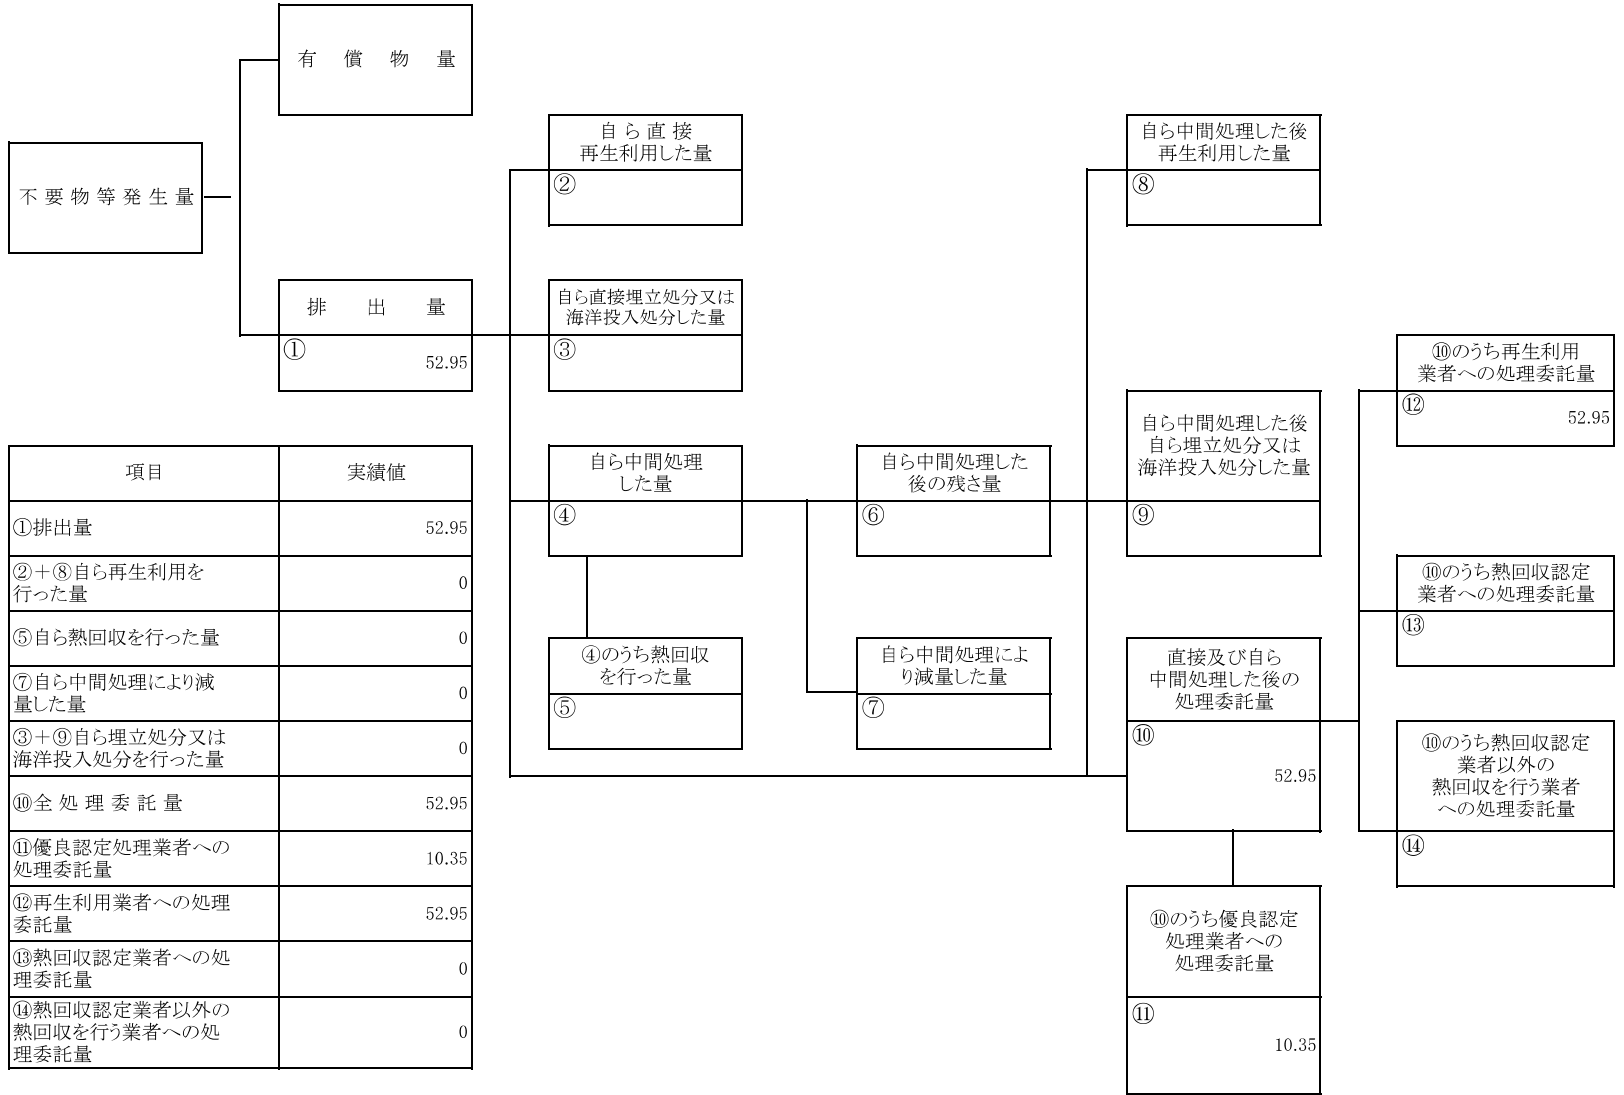 有償物量
不要物等発生量
排出量
①
52.95
自ら直接
再生利用した量
②
自ら直接埋立処分又は
海洋投入処分した量
③
自ら中間処理
した量
④
④のうち熱回収
を行った量
⑤
自ら中間処理した
後の残さ量
⑥
自ら中間処理によ
り減量した量
⑦
自ら中間処理した後
再生利用した量
⑧
自ら中間処理した後
自ら埋立処分又は
海洋投入処分した量
⑨
直接及び自ら
中間処理した後の
処理委託量
⑩
52.95
⑩のうち優良認定
処理業者への
処理委託量
⑪
10.35
⑩のうち再生利用
業者への処理委託量
⑫
52.95
⑩のうち熱回収認定
業者への処理委託量
⑬
⑩のうち熱回収認定
業者以外の
熱回収を行う業者
への処理委託量
⑭
項目 実績値
①排出量 52.95
②＋⑧自ら再生利用を
行った量 0
⑤自ら熱回収を行った量 0
⑦自ら中間処理により減
量した量 0
③＋⑨自ら埋立処分又は
海洋投入処分を行った量 0
⑩全処理委託量 52.95
⑪優良認定処理業者への
処理委託量 10.35
⑫再生利用業者への処理
委託量 52.95
⑬熱回収認定業者への処
理委託量 0
⑭熱回収認定業者以外の
熱回収を行う業者への処
理委託量 0